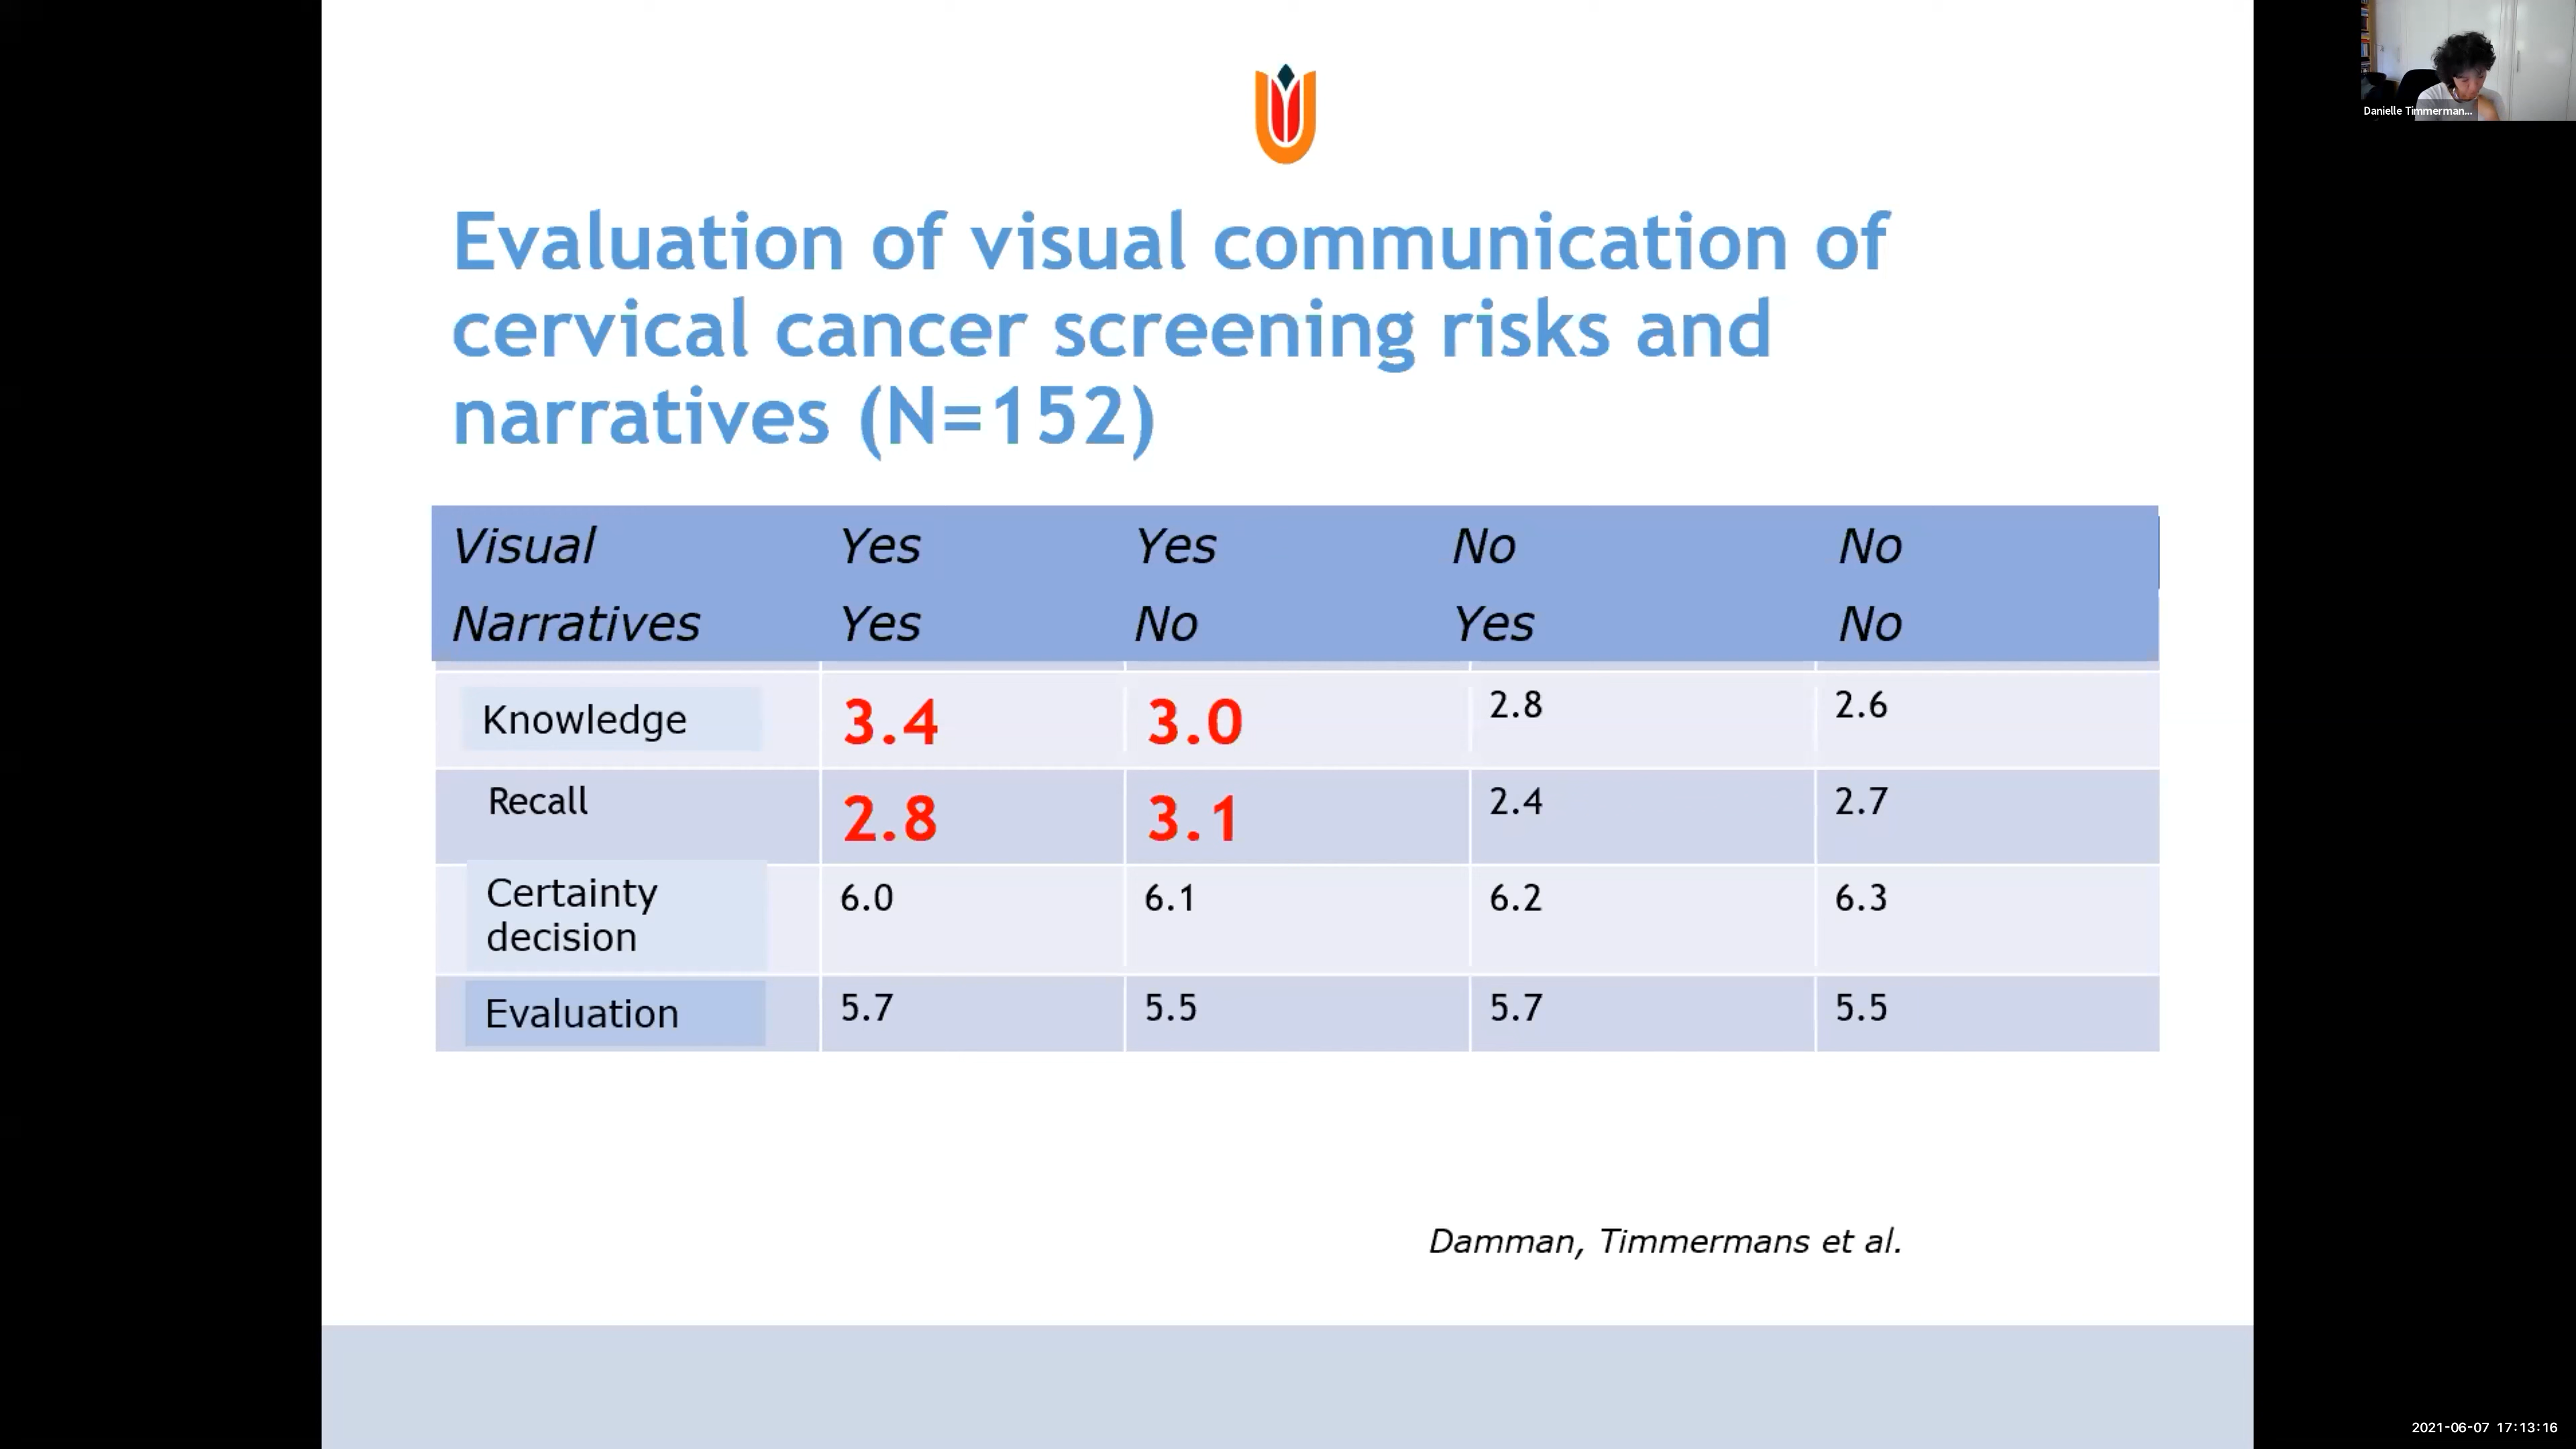 Danielle Timmerman...
Evaluation of visual communication of
cervical cancer screening risks and
narratives (N=152)
Visual Yes Yes No No
Narratives Yes No Yes No
Knowledge 3.4 3.0 2.8 2.6
Recall 2.8 3.1 2.4 2.7
Certainty
decision 6.0 6.1 6.2 6.3
Evaluation 5.7 5.5 5.7 5.5
Damman, Timmermans et al.
2021-06-07 17:13:16